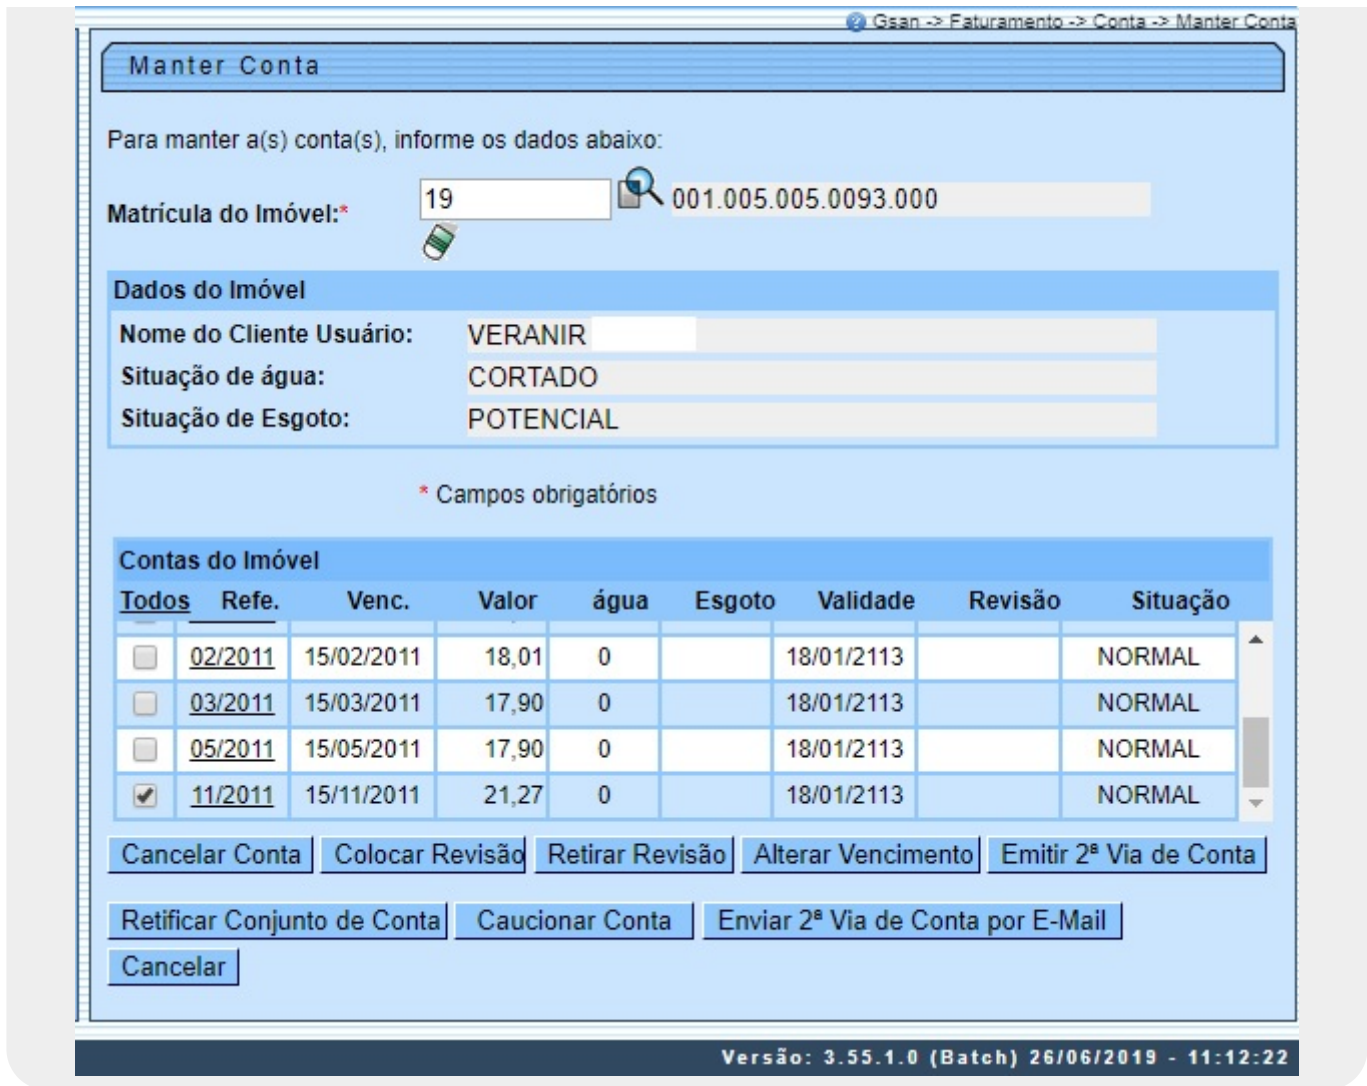 Gsan -> Faturamento -> Conta -> Manter Conta
Manter Conta
Para manter a(s) conta(s), informe os dados abaixo:
Matrícula do Imóvel:* 19 001.005.005.0093.000
Dados do Imóvel
Nome do Cliente Usuário: VERANIR
Situação de água: CORTADO
Situação de Esgoto: POTENCIAL
* Campos obrigatórios
Contas do Imóvel
Todos Refe. Venc. Valor água Esgoto Validade Revisão Situação
02/2011 15/02/2011 18,01 0 18/01/2113 NORMAL
03/2011 15/03/2011 17,90 0 18/01/2113 NORMAL
05/2011 15/05/2011 17,90 0 18/01/2113 NORMAL
11/2011 15/11/2011 21,27 0 18/01/2113 NORMAL
Cancelar Conta Colocar Revisão Retirar Revisão Alterar Vencimento Emitir 2ª Via de Conta
Retificar Conjunto de Conta Caucionar Conta Enviar 2ª Via de Conta por E-Mail
Cancelar
Versão: 3.55.1.0 (Batch) 26/06/2019 - 11:12:22